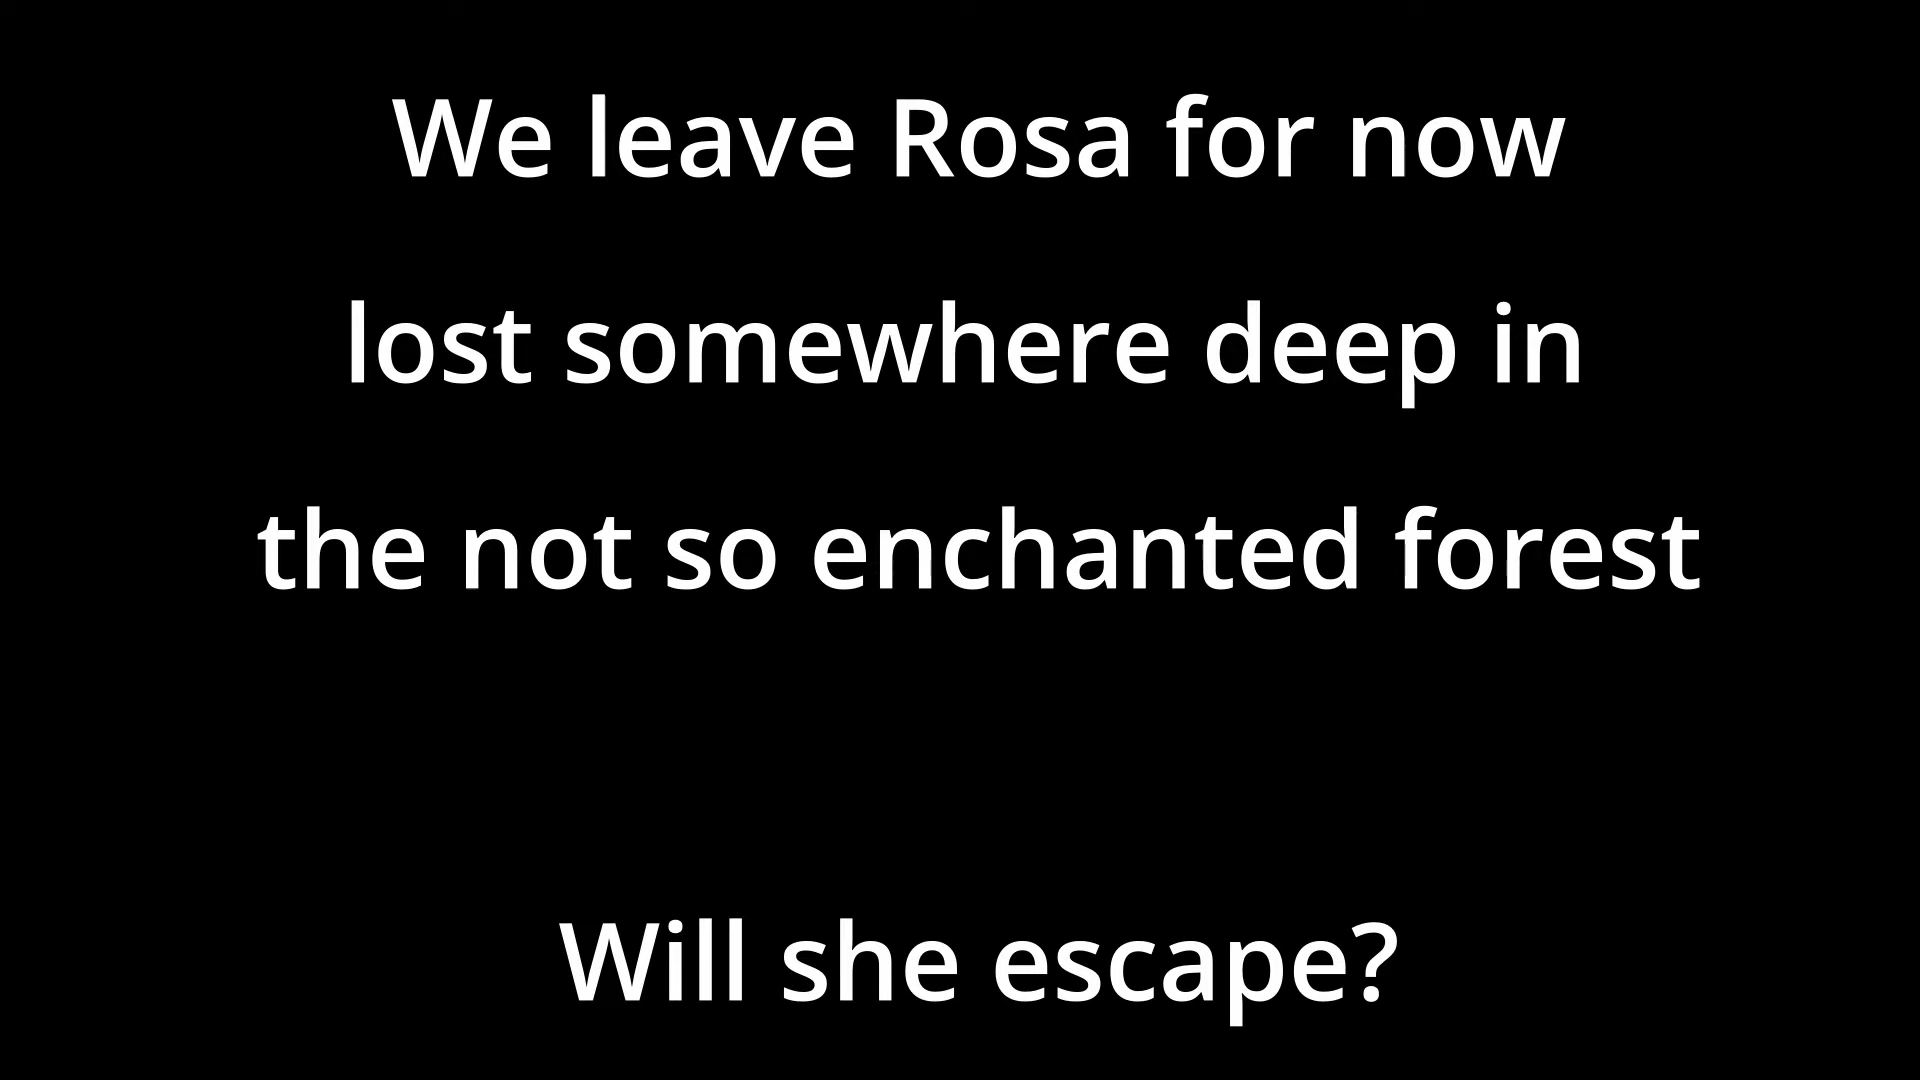 We leave Rosa for now
lost somewhere deep in
the not so enchanted forest
Will she escape?